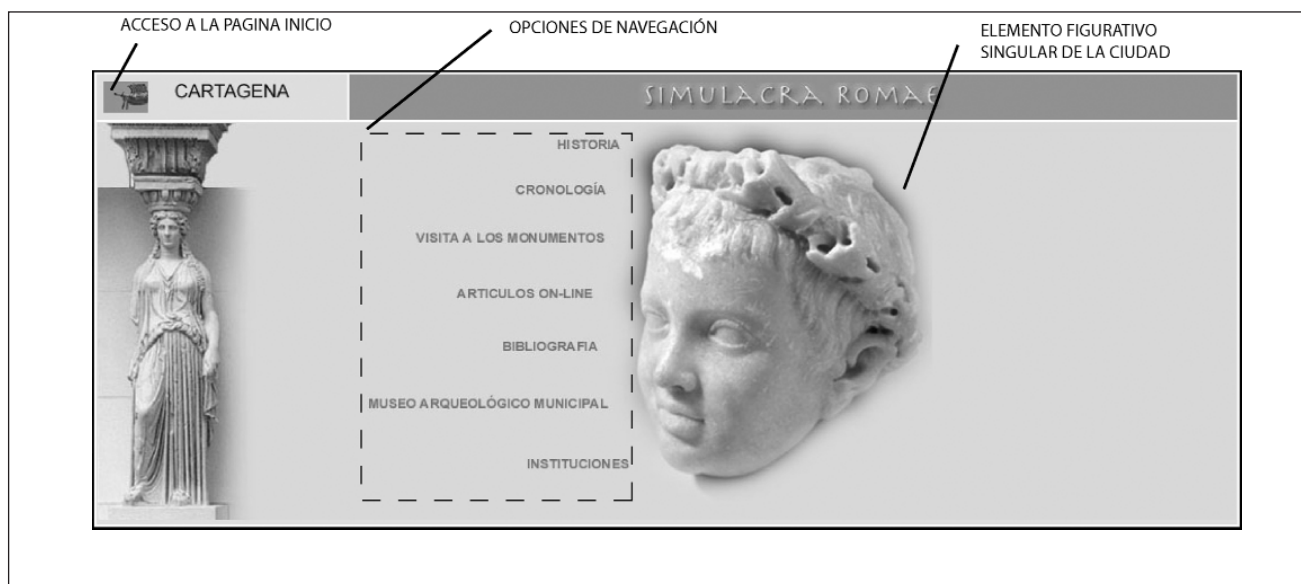 ACCESO A LA PAGINA INICIO
OPCIONES DE NAVEGACIÓN
ELEMENTO FIGURATIVO
SINGULAR DE LA CIUDAD
CARTAGENA
SIMULACRA ROMAE
HISTORIA
CRONOLOGÍA
VISITA A LOS MONUMENTOS
ARTICULOS ON-LINE
BIBLIOGRAFIA
MUSEO ARQUEOLÓGICO MUNICIPAL
INSTITUCIONES